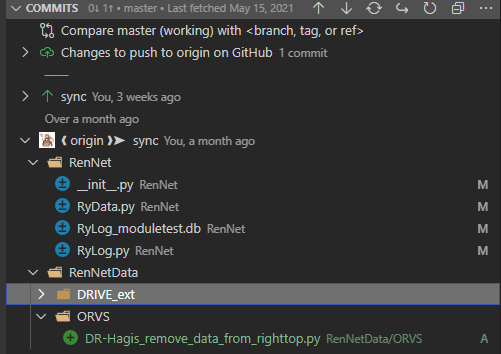 COMMITS 0↓ 1↑ • master • Last fetched May 15, 2021
Compare master (working) with <branch, tag, or ref>
Changes to push to origin on GitHub 1 commit
sync You, 3 weeks ago
Over a month ago
❰ origin ❱➤ sync You, a month ago
RenNet
__init__.py RenNet M
RyData.py RenNet M
RyLog_moduletest.db RenNet M
RyLog.py RenNet M
RenNetData
DRIVE_ext
ORVS
DR-Hagis_remove_data_from_righttop.py RenNetData/ORVS A